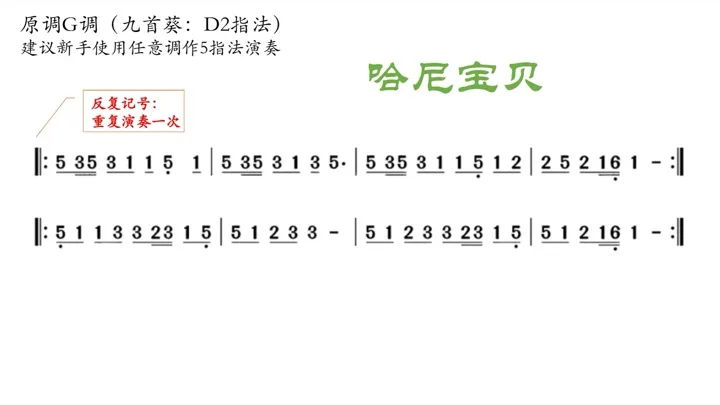 原调G调（九首葵：D2指法）
建议新手使用任意调作5指法演奏
哈尼宝贝
反复记号：
重复演奏一次
‖: 5 35 3 1 1 5̣ 1 | 5 35 3 1 3 5· | 5 35 3 1 1 5̣ 1 2 | 2 5 2 16̣ 1 – :‖
‖: 5̣ 1 1 3 3 23 1 5̣ | 5 1 2 3 3 – | 5 1 2 3 3 23 1 5̣ | 5 1 2 16̣ 1 – :‖